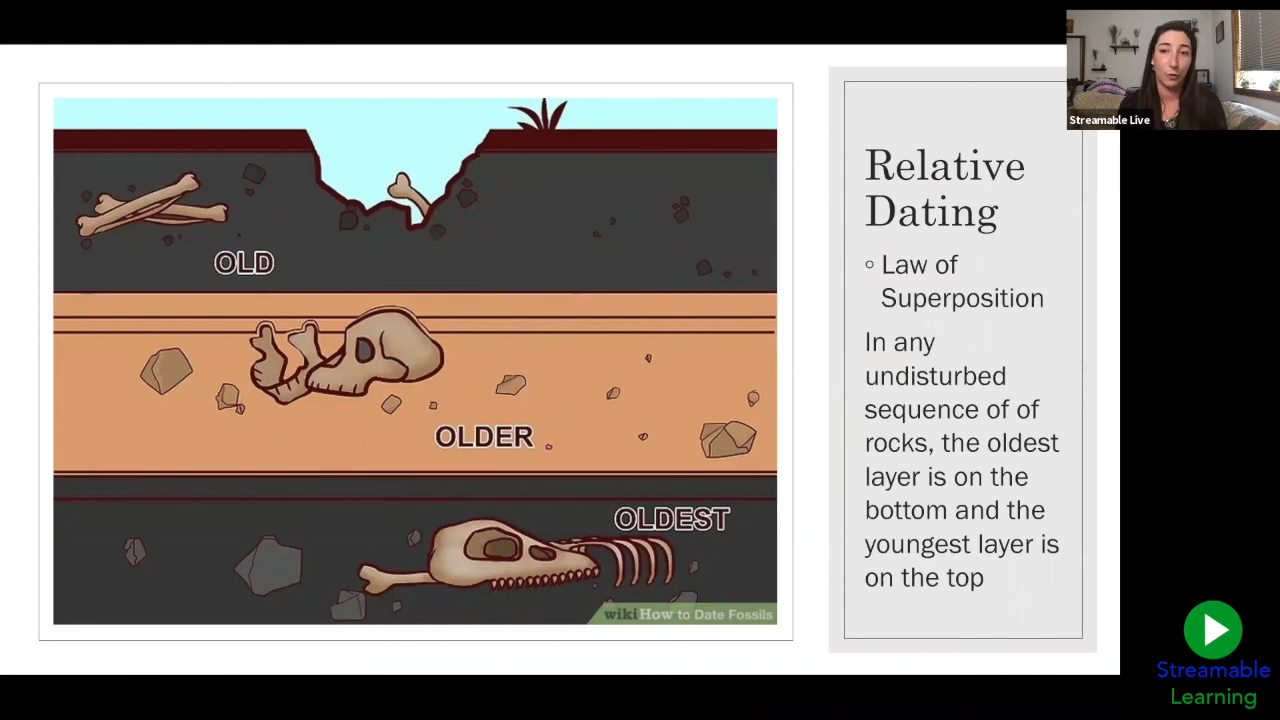 Streamable Live
OLD
OLDER
OLDEST
wikiHow to Date Fossils
Relative
Dating
Law of
Superposition
In any
undisturbed
sequence of of
rocks, the oldest
layer is on the
bottom and the
youngest layer is
on the top
Streamable
Learning